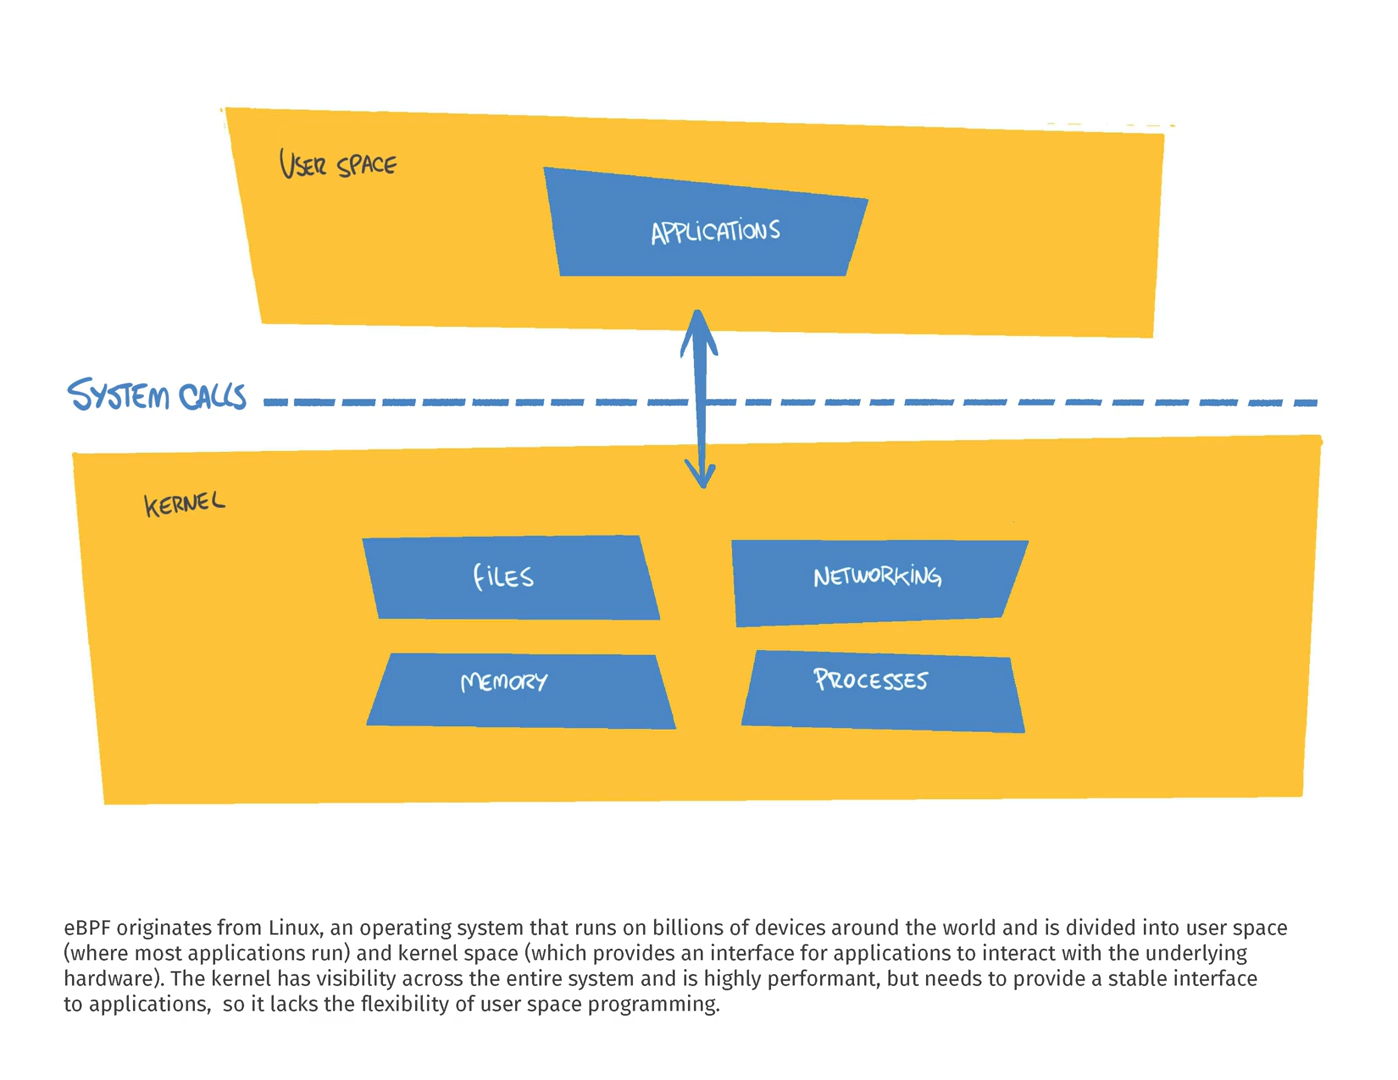 USER SPACE
APPLICATIONS
SYSTEM CALLS
KERNEL
FILES
NETWORKING
MEMORY
PROCESSES
eBPF originates from Linux, an operating system that runs on billions of devices around the world and is divided into user space
(where most applications run) and kernel space (which provides an interface for applications to interact with the underlying
hardware). The kernel has visibility across the entire system and is highly performant, but needs to provide a stable interface
to applications,  so it lacks the flexibility of user space programming.